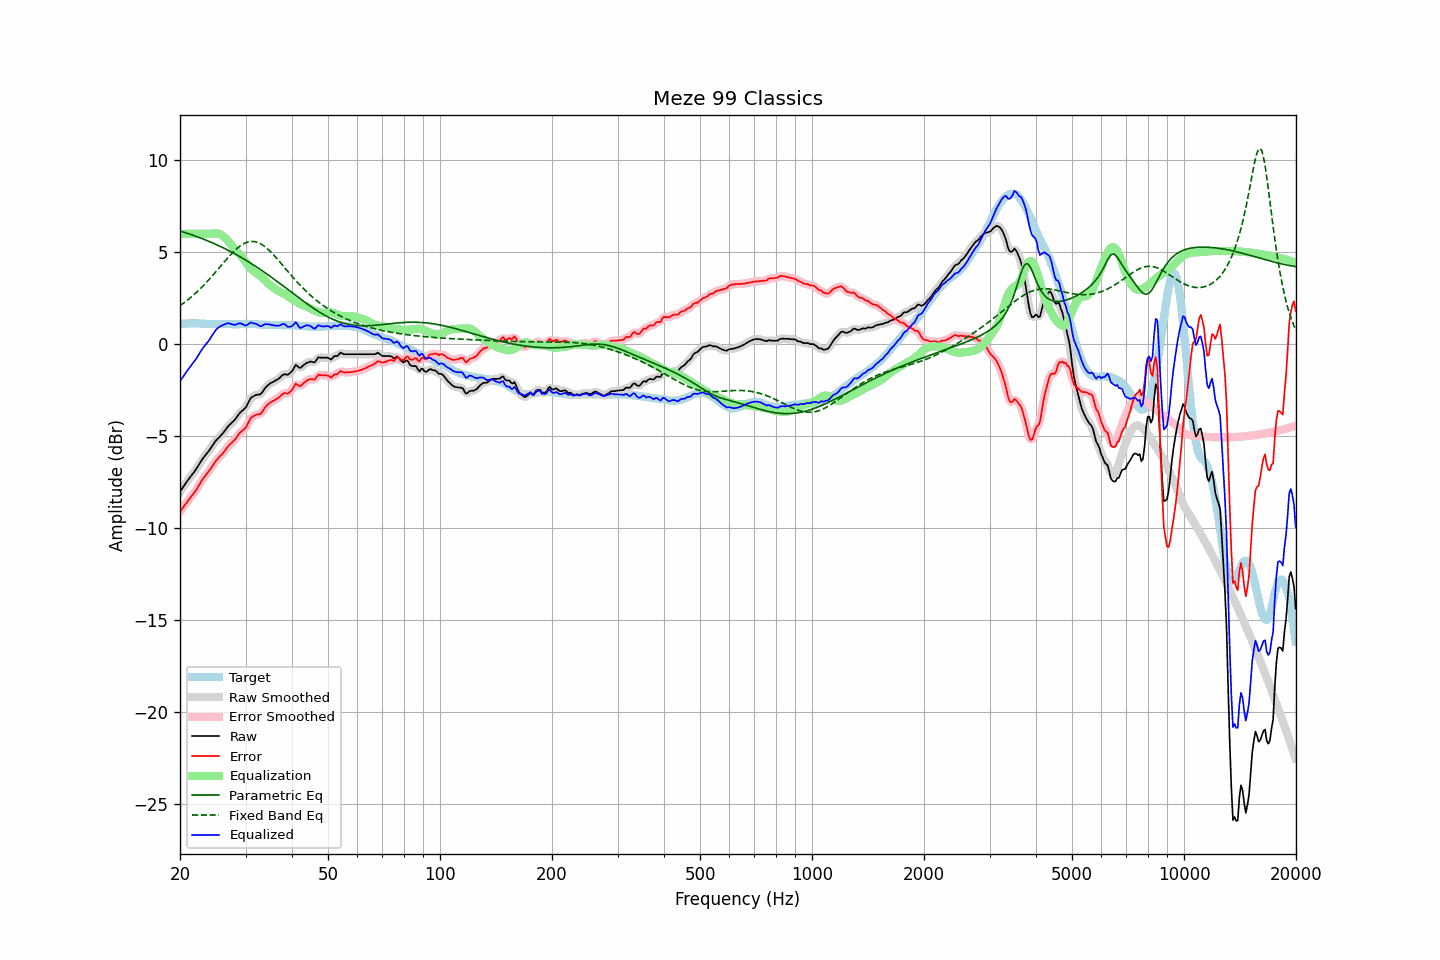 Meze 99 Classics
10
5
0
−5
−10
−15
−20
−25
Amplitude (dBr)
Target
Raw Smoothed
Error Smoothed
Raw
Error
Equalization
Parametric Eq
Fixed Band Eq
Equalized
20 50 100 200 500 1000 2000 5000 10000 20000
Frequency (Hz)